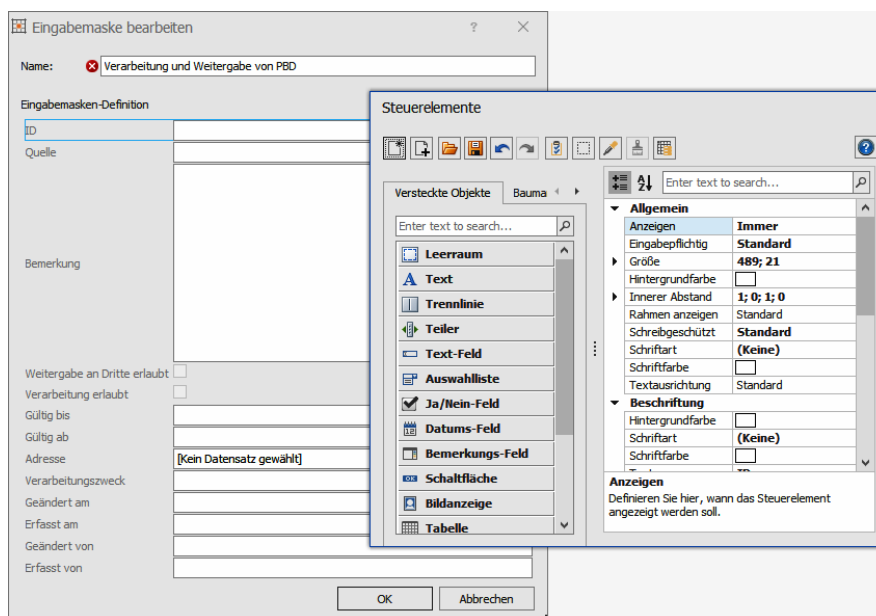 Eingabemaske bearbeiten
Name:
Verarbeitung und Weitergabe von PBD
Eingabemasken-Definition
ID
Quelle
Bemerkung
Weitergabe an Dritte erlaubt
Verarbeitung erlaubt
Gültig bis
Gültig ab
Adresse
[Kein Datensatz gewählt]
Verarbeitungszweck
Geändert am
Erfasst am
Geändert von
Erfasst von
OK
Abbrechen
Steuerelemente
Versteckte Objekte
Bauma
Enter text to search...
Leerraum
Text
Trennlinie
Teiler
Text-Feld
Auswahlliste
Ja/Nein-Feld
Datums-Feld
Bemerkungs-Feld
Schaltfläche
Bildanzeige
Tabelle
Enter text to search...
Allgemein
Anzeigen Immer
Eingabepflichtig Standard
Größe 489; 21
Hintergrundfarbe
Innerer Abstand 1; 0; 1; 0
Rahmen anzeigen Standard
Schreibgeschützt Standard
Schriftart (Keine)
Schriftfarbe
Textausrichtung Standard
Beschriftung
Hintergrundfarbe
Schriftart (Keine)
Schriftfarbe
Anzeigen
Definieren Sie hier, wann das Steuerelement
angezeigt werden soll.